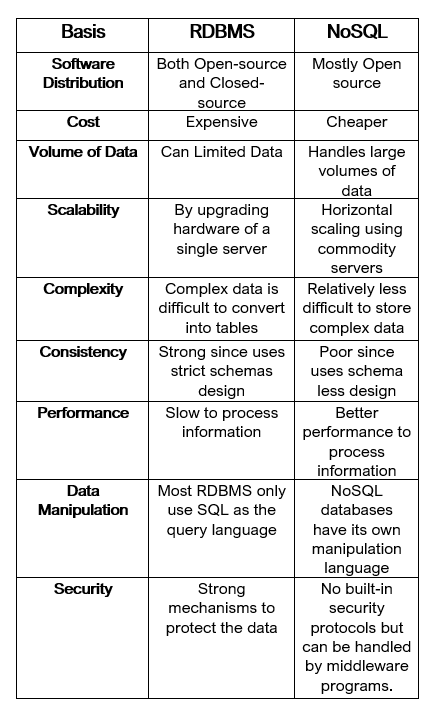 Basis RDBMS NoSQL
Software Distribution Both Open-source and Closed-source Mostly Open source
Cost Expensive Cheaper
Volume of Data Can Limited Data Handles large volumes of data
Scalability By upgrading hardware of a single server Horizontal scaling using commodity servers
Complexity Complex data is difficult to convert into tables Relatively less difficult to store complex data
Consistency Strong since uses strict schemas design Poor since uses schema less design
Performance Slow to process information Better performance to process information
Data Manipulation Most RDBMS only use SQL as the query language NoSQL databases have its own manipulation language
Security Strong mechanisms to protect the data No built-in security protocols but can be handled by middleware programs.